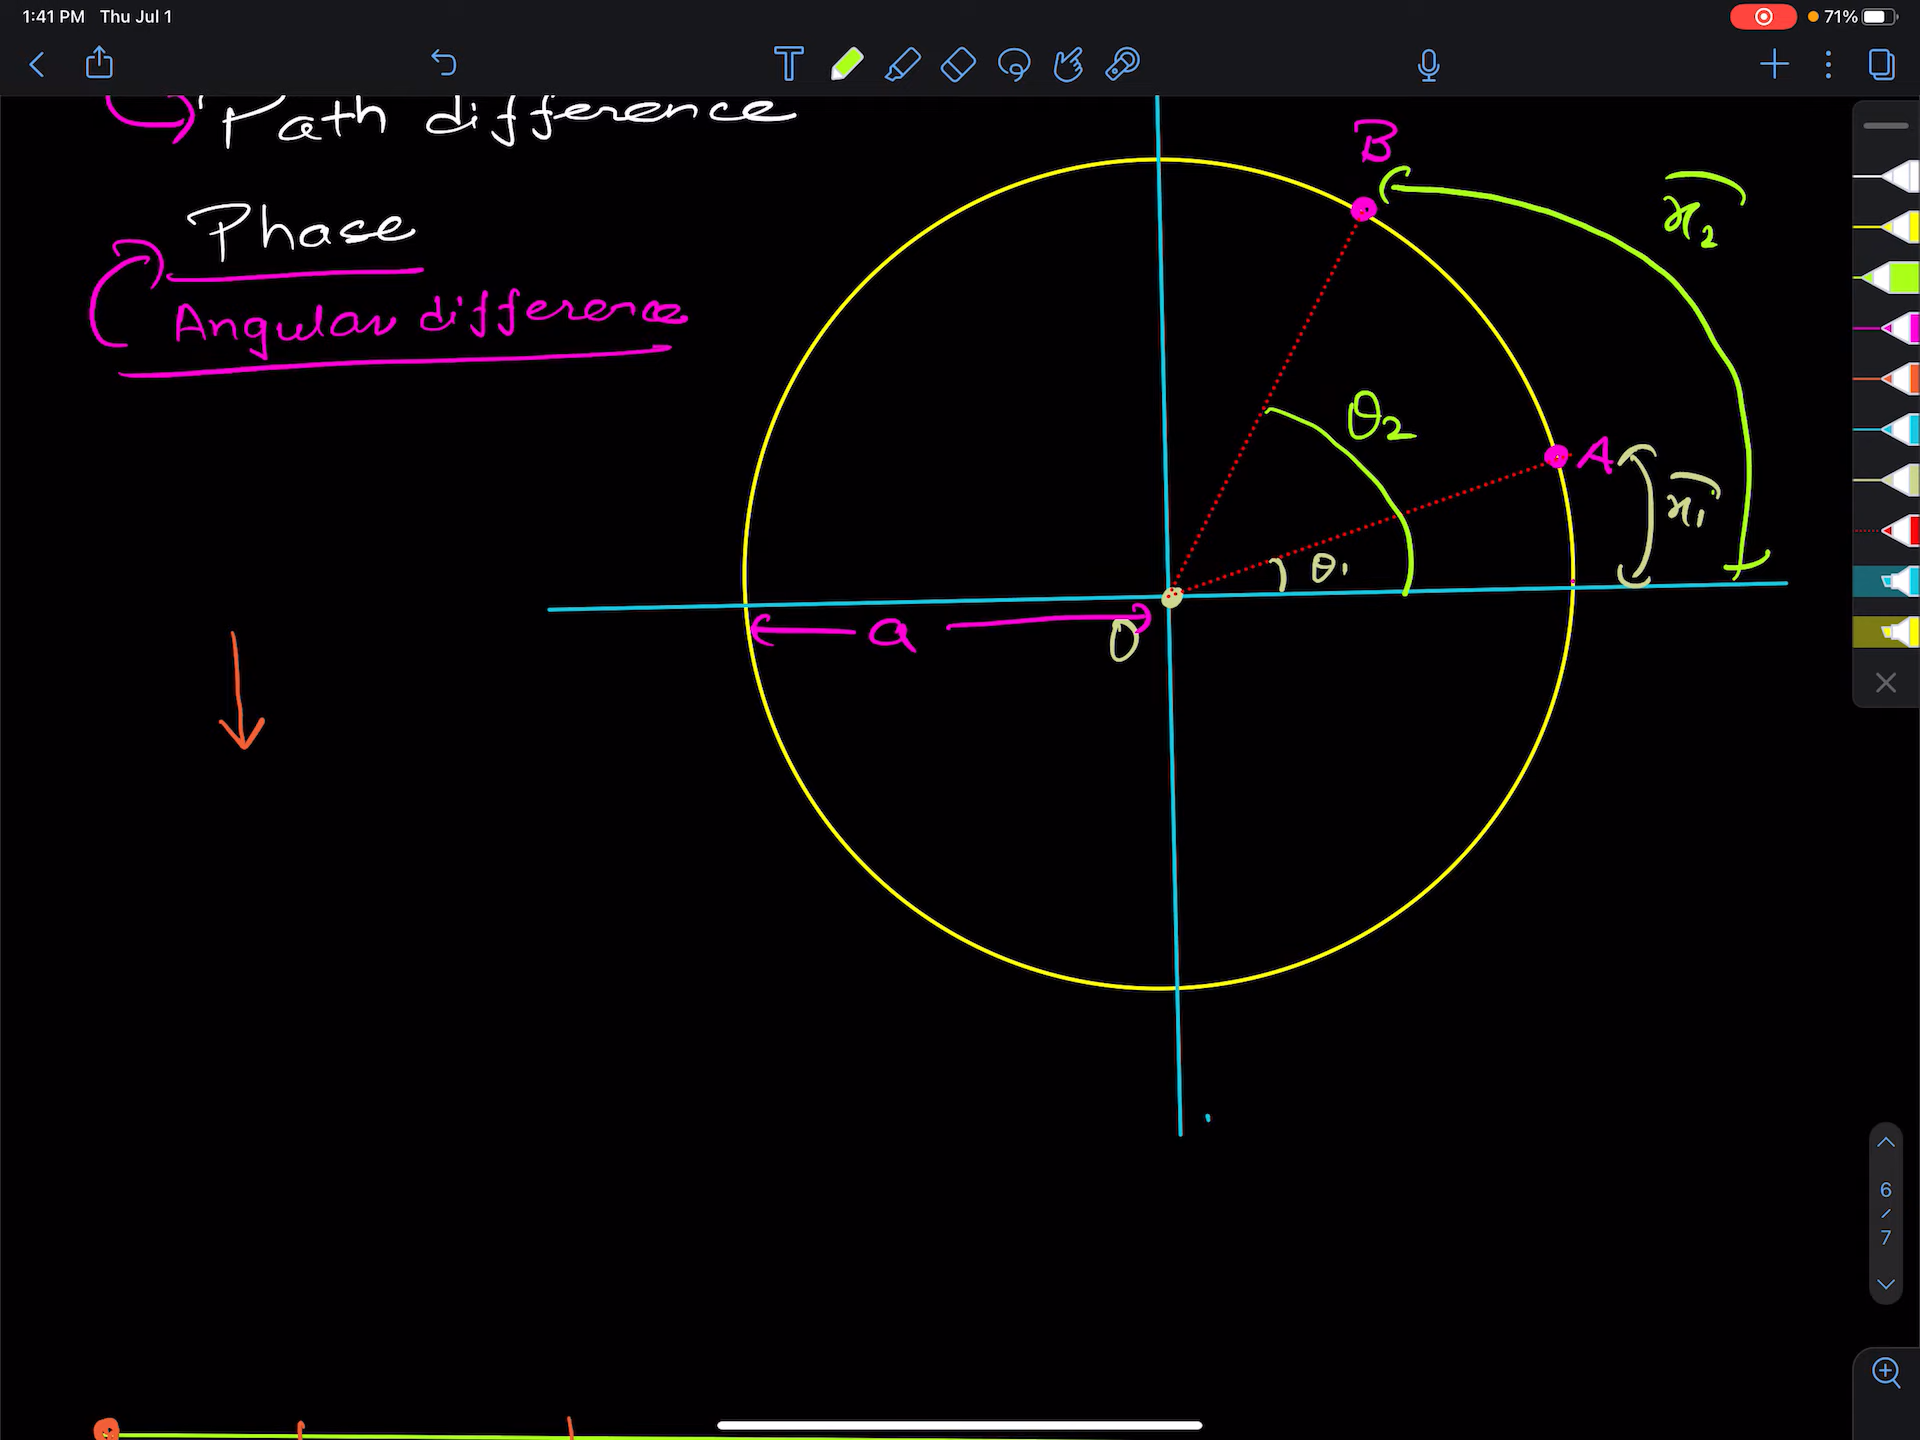 1:41 PM Thu Jul 1
71%
T
Path difference
Phase
Angular difference
B
x₂
θ₂
A
x₁
θ₁
a
O
6
/
7